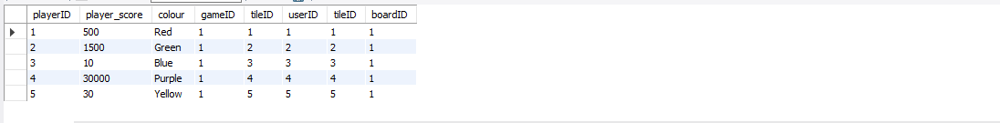 playerID player_score colour gameID tileID userID tileID boardID
1 500 Red 1 1 1 1 1
2 1500 Green 1 2 2 2 1
3 10 Blue 1 3 3 3 1
4 30000 Purple 1 4 4 4 1
5 30 Yellow 1 5 5 5 1